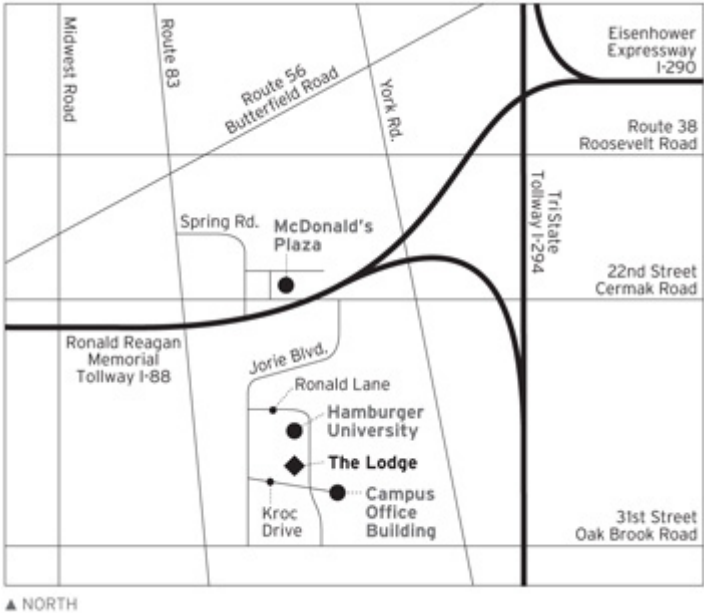 Midwest Road
Route 83
Route 56
Butterfield Road
York Rd.
Eisenhower
Expressway
I-290
Route 38
Roosevelt Road
Tri State
Tollway I-294
Spring Rd.
McDonald's
Plaza
22nd Street
Cermak Road
Ronald Reagan
Memorial
Tollway I-88
Jorie Blvd.
Ronald Lane
Hamburger
University
The Lodge
Campus
Office
Building
Kroc
Drive
31st Street
Oak Brook Road
▲ NORTH